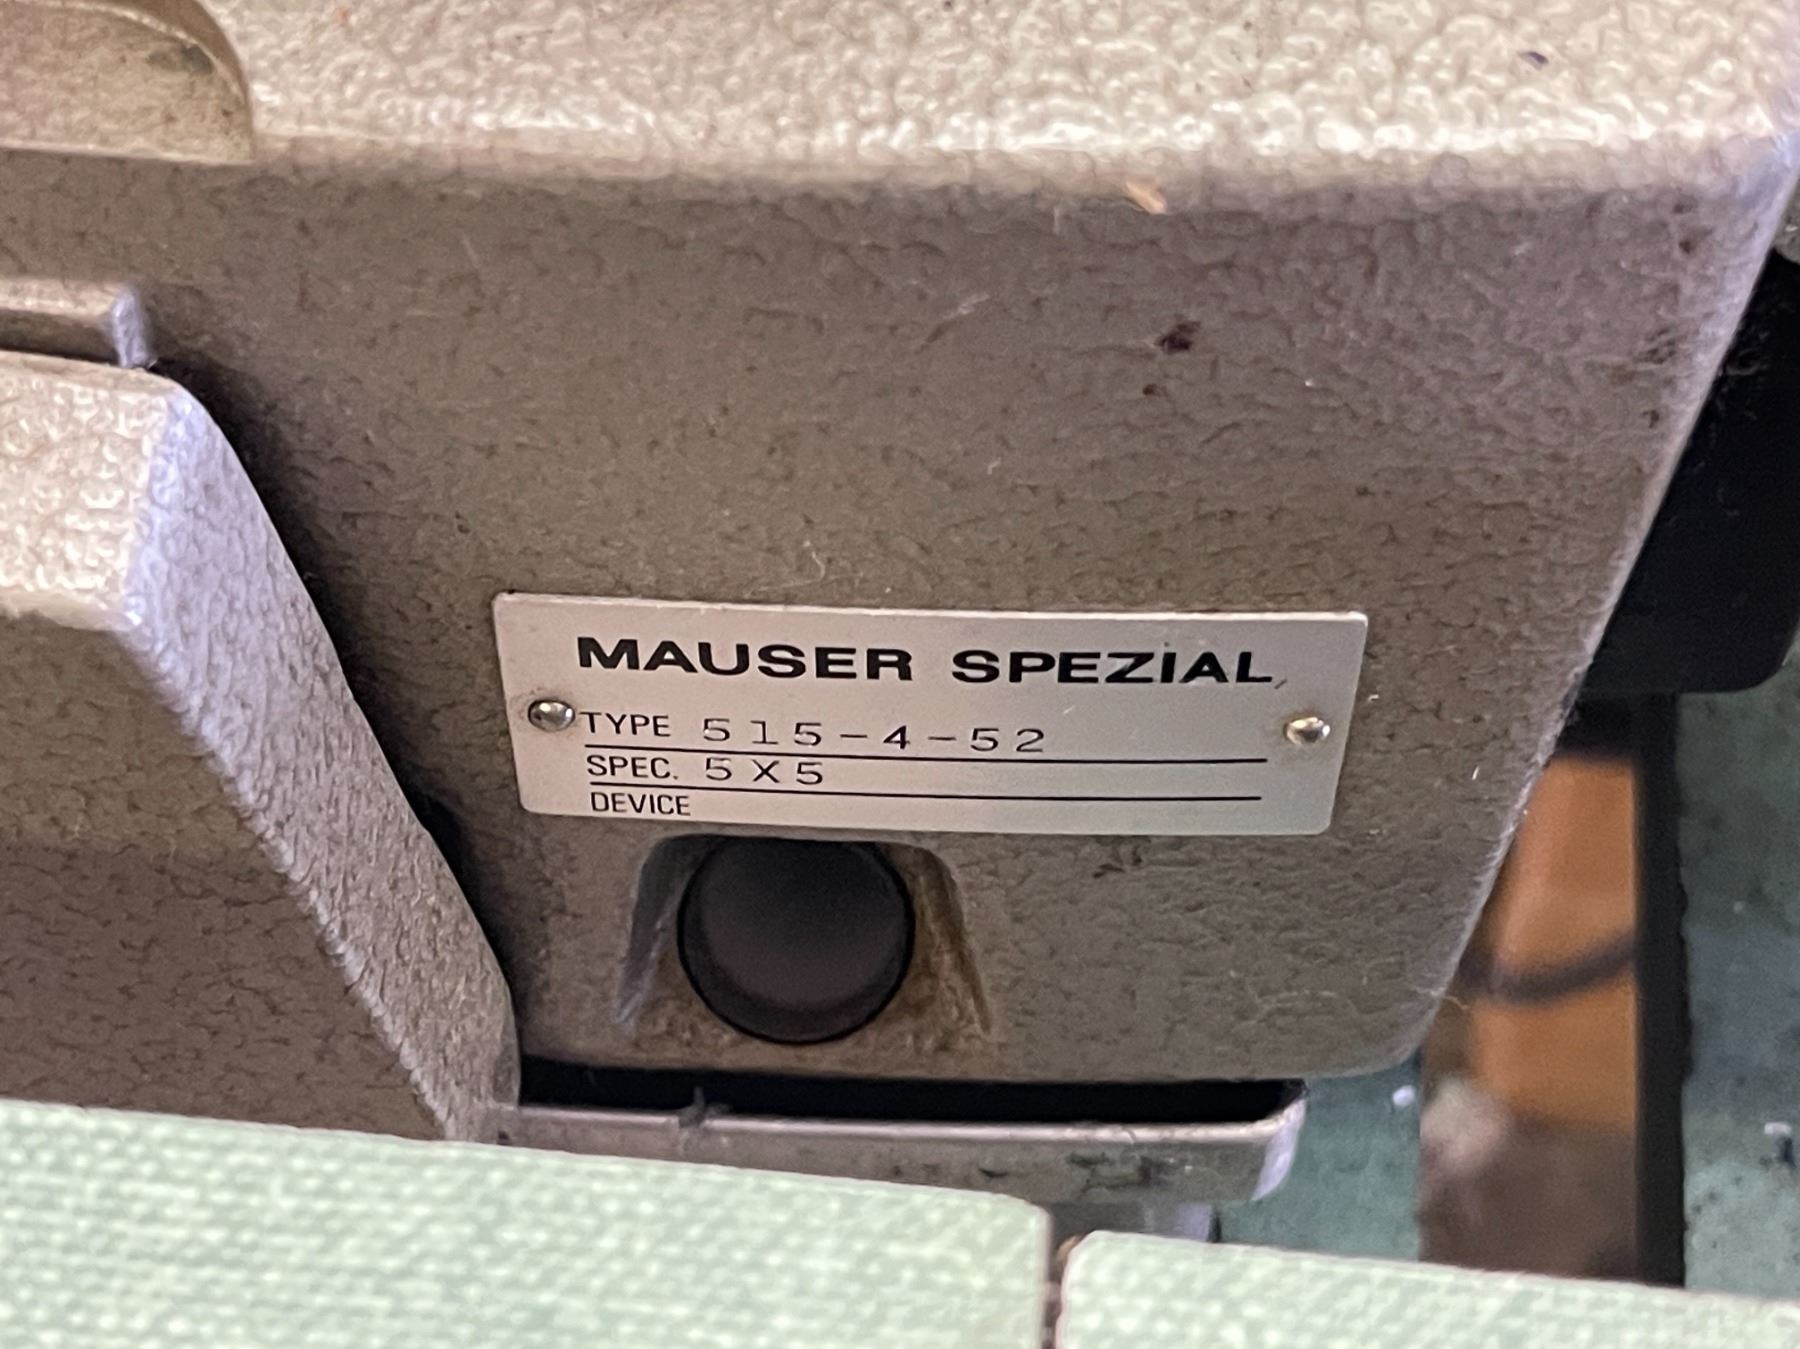 MAUSER SPEZIAL
TYPE 515-4-52
SPEC. 5X5
DEVICE